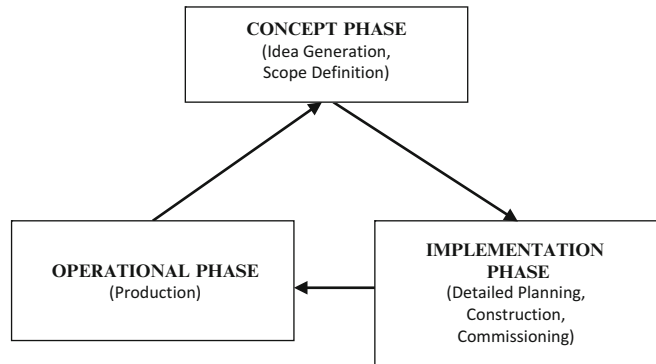 CONCEPT PHASE
(Idea Generation,
Scope Definition)
OPERATIONAL PHASE
(Production)
IMPLEMENTATION
PHASE
(Detailed Planning,
Construction,
Commissioning)